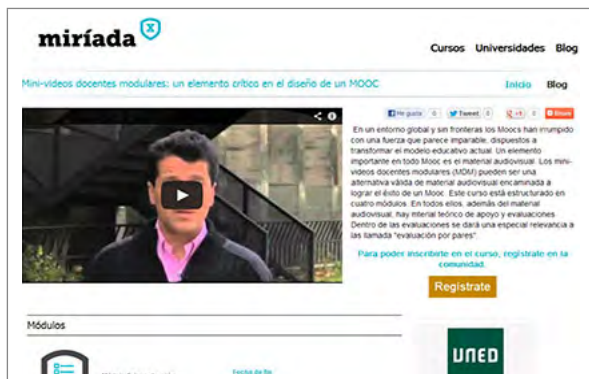 miríada x
Cursos Universidades Blog
Mini-videos docentes modulares: un elemento crítico en el diseño de un MOOC
Inicio Blog
Me gusta 0 Tweet 0 +1 0 Share
En un entorno global y sin fronteras los Moocs han irrumpido
con una fuerza que parece imparable, dispuestos a
transformar el modelo educativo actual. Un elemento
importante en todo Mooc es el material audiovisual. Los mini-
videos docentes modulares (MDM) pueden ser una
alternativa válida de material audiovisual encaminada a
lograr el éxito de un Mooc. Este curso está estructurado en
cuatro módulos. En todos ellos, además del material
audiovisual, hay mterial teórico de apoyo y evaluaciones.
Dentro de las evaluaciones se dará una especial relevancia a
las llamada "evaluación por pares".
Para poder inscribirte en el curso, regístrate en la
comunidad.
Regístrate
Módulos
UNED
Fecha de